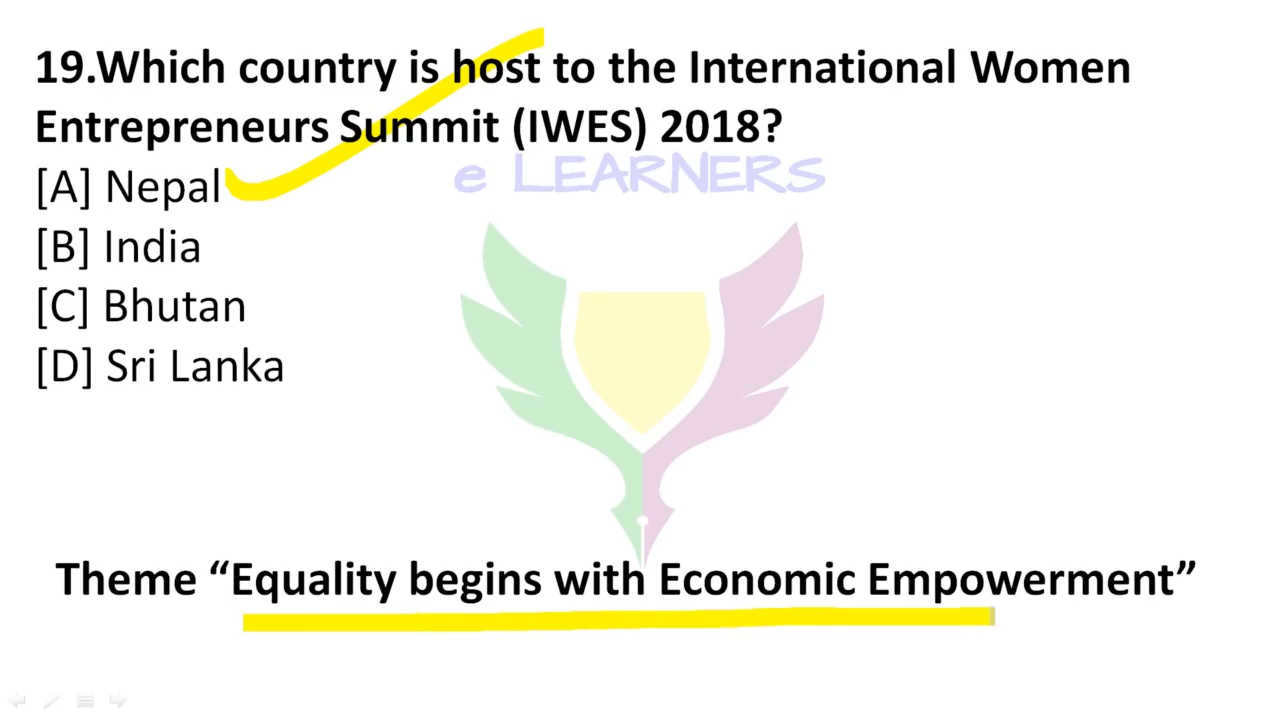 19.Which country is host to the International Women
Entrepreneurs Summit (IWES) 2018?
e LEARNERS
[A] Nepal
[B] India
[C] Bhutan
[D] Sri Lanka
Theme “Equality begins with Economic Empowerment”